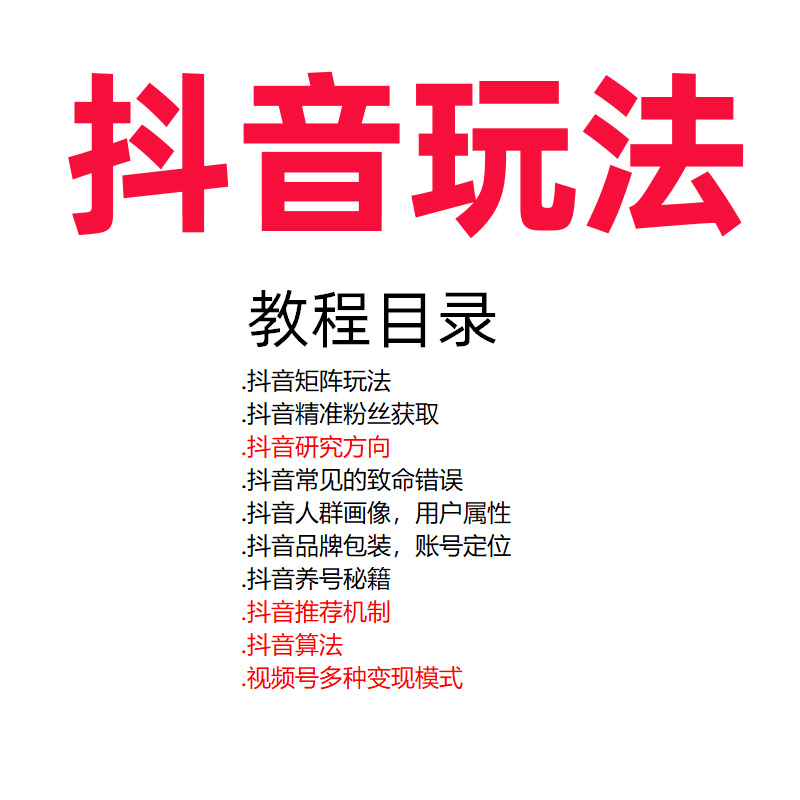 抖音玩法
教程目录
.抖音矩阵玩法
.抖音精准粉丝获取
.抖音研究方向
.抖音常见的致命错误
.抖音人群画像，用户属性
.抖音品牌包装，账号定位
.抖音养号秘籍
.抖音推荐机制
.抖音算法
.视频号多种变现模式